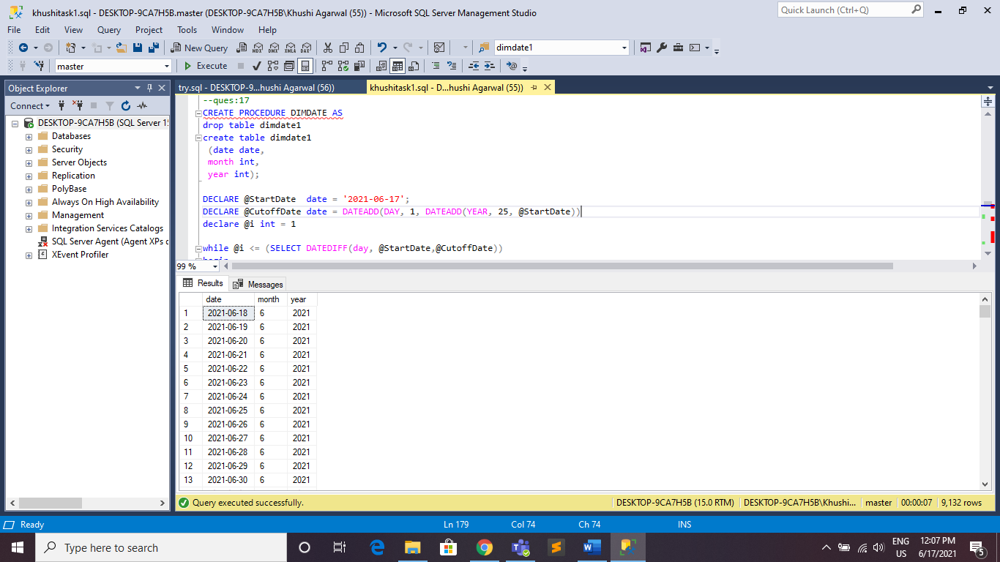 khushitask1.sql - DESKTOP-9CA7H5B.master (DESKTOP-9CA7H5B\Khushi Agarwal (55)) - Microsoft SQL Server Management Studio
Quick Launch (Ctrl+Q)
File Edit View Query Project Tools Window Help
New Query MDX DMX XMLA DAX dimdate1
master Execute
Object Explorer
try.sql - DESKTOP-9...hushi Agarwal (56))
khushitask1.sql - D...hushi Agarwal (55))
Connect
DESKTOP-9CA7H5B (SQL Server 1
Databases
Security
Server Objects
Replication
PolyBase
Always On High Availability
Management
Integration Services Catalogs
SQL Server Agent (Agent XPs
XEvent Profiler
--ques:17
CREATE PROCEDURE DIMDATE AS
drop table dimdate1
create table dimdate1
(date date,
month int,
year int);
DECLARE @StartDate  date = '2021-06-17';
DECLARE @CutoffDate date = DATEADD(DAY, 1, DATEADD(YEAR, 25, @StartDate))
declare @i int = 1
while @i <= (SELECT DATEDIFF(day, @StartDate,@CutoffDate))
begin
99 %
Results Messages
date month year
1 2021-06-18 6 2021
2 2021-06-19 6 2021
3 2021-06-20 6 2021
4 2021-06-21 6 2021
5 2021-06-22 6 2021
6 2021-06-23 6 2021
7 2021-06-24 6 2021
8 2021-06-25 6 2021
9 2021-06-26 6 2021
10 2021-06-27 6 2021
11 2021-06-28 6 2021
12 2021-06-29 6 2021
13 2021-06-30 6 2021
Query executed successfully. DESKTOP-9CA7H5B (15.0 RTM) DESKTOP-9CA7H5B\Khushi... master 00:00:07 9,132 rows
Ready Ln 179 Col 74 Ch 74 INS
Type here to search
ENG
US
12:07 PM
6/17/2021
5